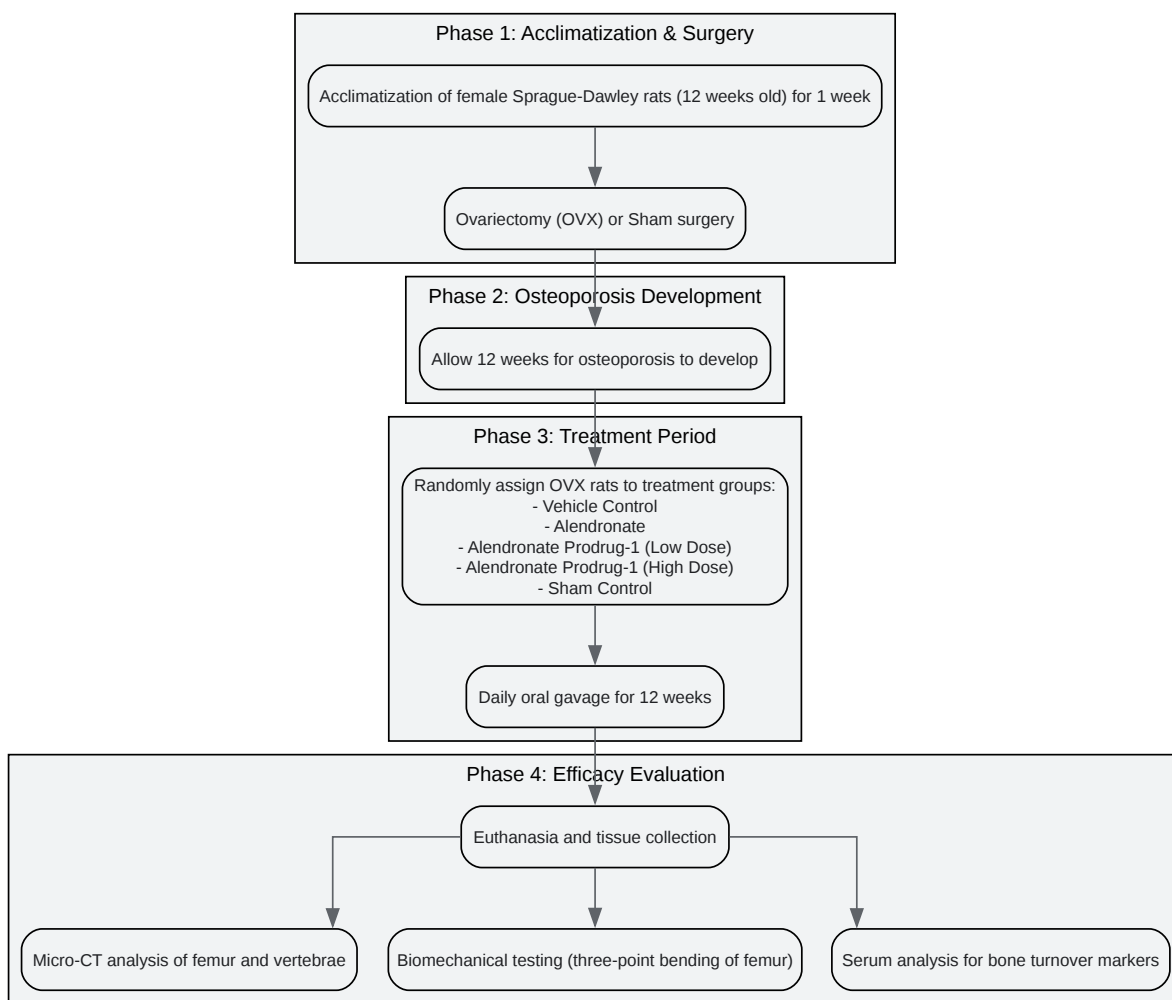 Phase 1: Acclimatization & Surgery
Acclimatization of female Sprague-Dawley rats (12 weeks old) for 1 week
Ovariectomy (OVX) or Sham surgery
Phase 2: Osteoporosis Development
Allow 12 weeks for osteoporosis to develop
Phase 3: Treatment Period
Randomly assign OVX rats to treatment groups:
- Vehicle Control
- Alendronate
- Alendronate Prodrug-1 (Low Dose)
- Alendronate Prodrug-1 (High Dose)
- Sham Control
Daily oral gavage for 12 weeks
Phase 4: Efficacy Evaluation
Euthanasia and tissue collection
Micro-CT analysis of femur and vertebrae
Biomechanical testing (three-point bending of femur)
Serum analysis for bone turnover markers